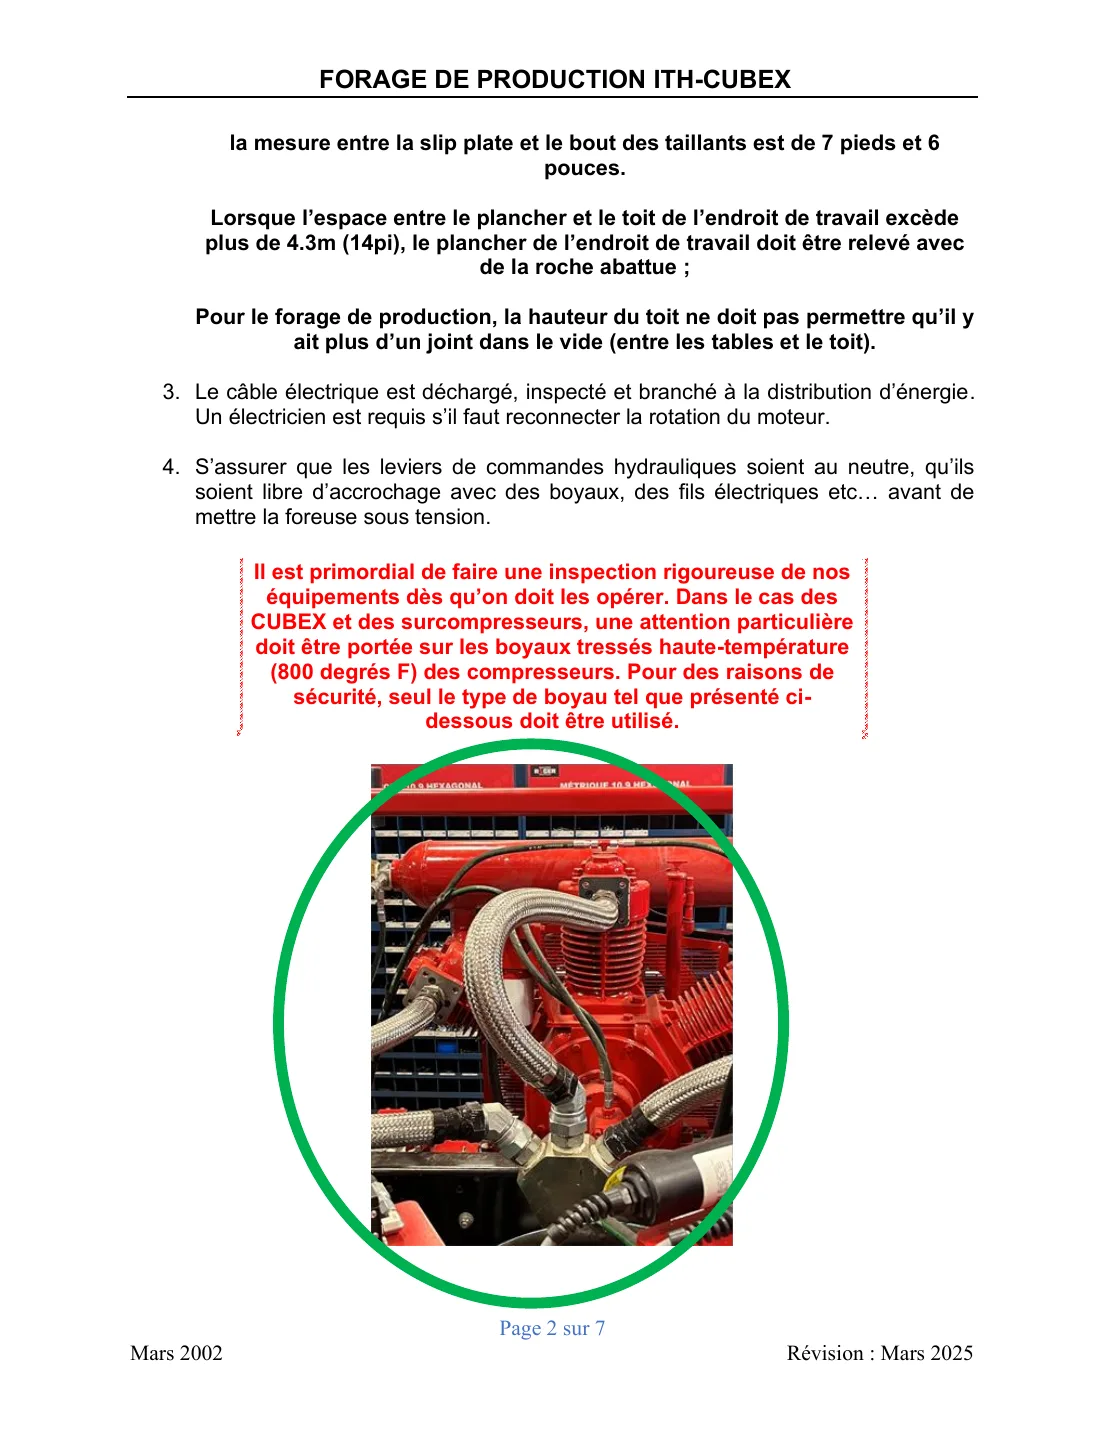 FORAGE DE PRODUCTION ITH-CUBEX
la mesure entre la slip plate et le bout des taillants est de 7 pieds et 6
pouces.
Lorsque l’espace entre le plancher et le toit de l’endroit de travail excède
plus de 4.3m (14pi), le plancher de l’endroit de travail doit être relevé avec
de la roche abattue ;
Pour le forage de production, la hauteur du toit ne doit pas permettre qu’il y
ait plus d’un joint dans le vide (entre les tables et le toit).
3. Le câble électrique est déchargé, inspecté et branché à la distribution d’énergie.
Un électricien est requis s’il faut reconnecter la rotation du moteur.
4. S’assurer que les leviers de commandes hydrauliques soient au neutre, qu’ils
soient libre d’accrochage avec des boyaux, des fils électriques etc… avant de
mettre la foreuse sous tension.
Il est primordial de faire une inspection rigoureuse de nos
équipements dès qu’on doit les opérer. Dans le cas des
CUBEX et des surcompresseurs, une attention particulière
doit être portée sur les boyaux tressés haute-température
(800 degrés F) des compresseurs. Pour des raisons de
sécurité, seul le type de boyau tel que présenté ci-
dessous doit être utilisé.
10.9 HEXAGONAL
MÉTRIQUE 10.9 HEXAGONAL
Page 2 sur 7
Mars 2002
Révision : Mars 2025